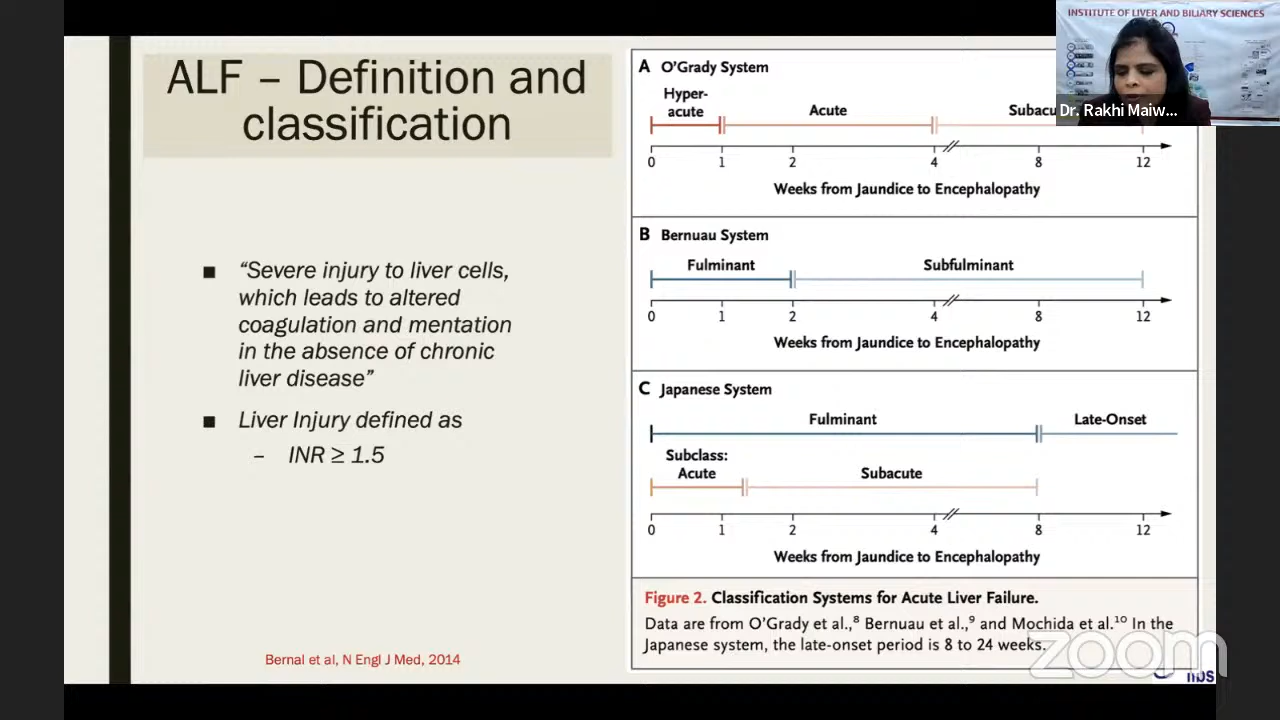 INSTITUTE OF LIVER AND BILIARY SCIENCES
Dr. Rakhi Maiw...
ALF – Definition and
classification
■ “Severe injury to liver cells,
which leads to altered
coagulation and mentation
in the absence of chronic
liver disease”
■ Liver Injury defined as
– INR ≥ 1.5
Bernal et al, N Engl J Med, 2014
A O'Grady System
Hyper-
acute
Acute
0 1 2 4 8 12
Weeks from Jaundice to Encephalopathy
B Bernuau System
Fulminant Subfulminant
0 1 2 4 8 12
Weeks from Jaundice to Encephalopathy
C Japanese System
Fulminant Late-Onset
Subclass:
Acute
Subacute
0 1 2 4 8 12
Weeks from Jaundice to Encephalopathy
Figure 2. Classification Systems for Acute Liver Failure.
Data are from O'Grady et al.,8 Bernuau et al.,9 and Mochida et al.10 In the
Japanese system, the late-onset period is 8 to 24 weeks.
zoom